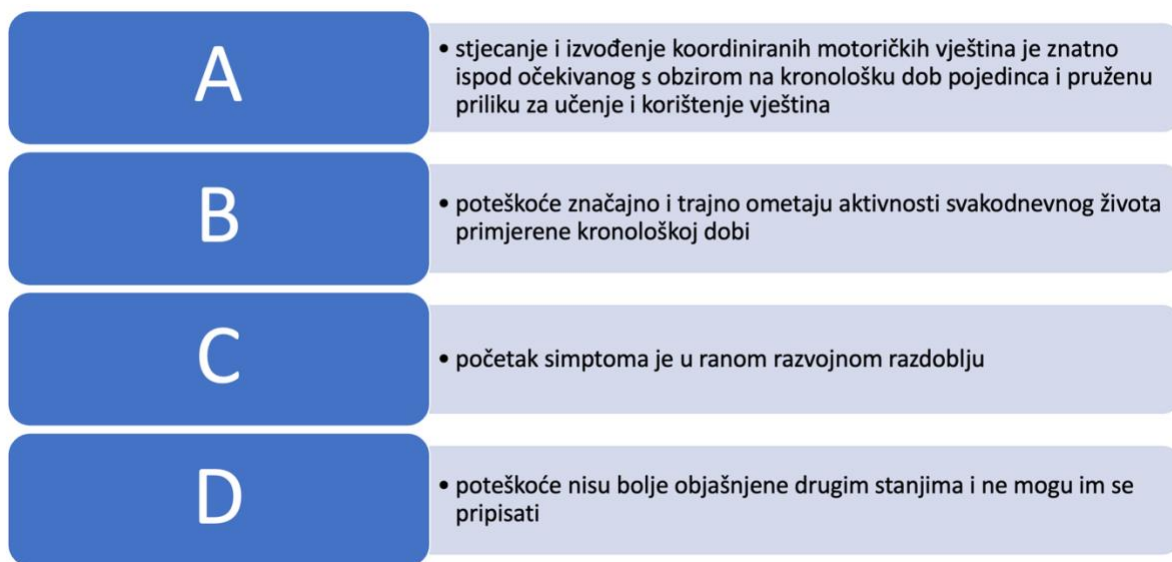 A
• stjecanje i izvođenje koordiniranih motoričkih vještina je znatno
ispod očekivanog s obzirom na kronološku dob pojedinca i pruženu
priliku za učenje i korištenje vještina
B
• poteškoće značajno i trajno ometaju aktivnosti svakodnevnog života
primjerene kronološkoj dobi
C
• početak simptoma je u ranom razvojnom razdoblju
D
• poteškoće nisu bolje objašnjene drugim stanjima i ne mogu im se
pripisati